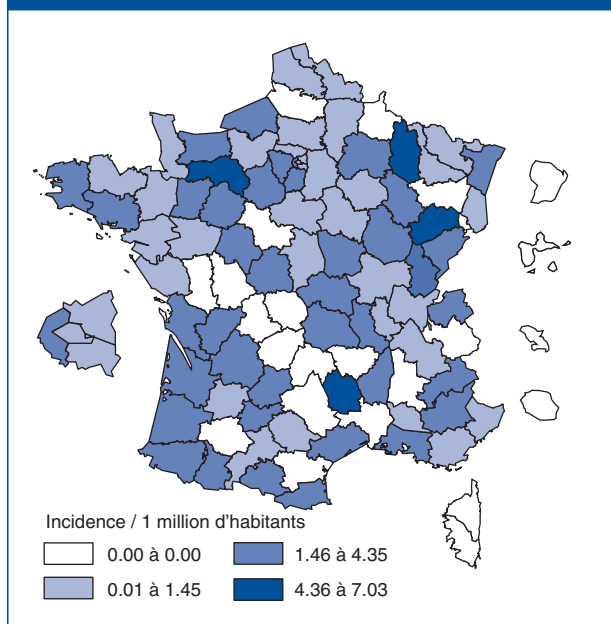 Incidence / 1 million d'habitants
0.00 à 0.00
1.46 à 4.35
0.01 à 1.45
4.36 à 7.03